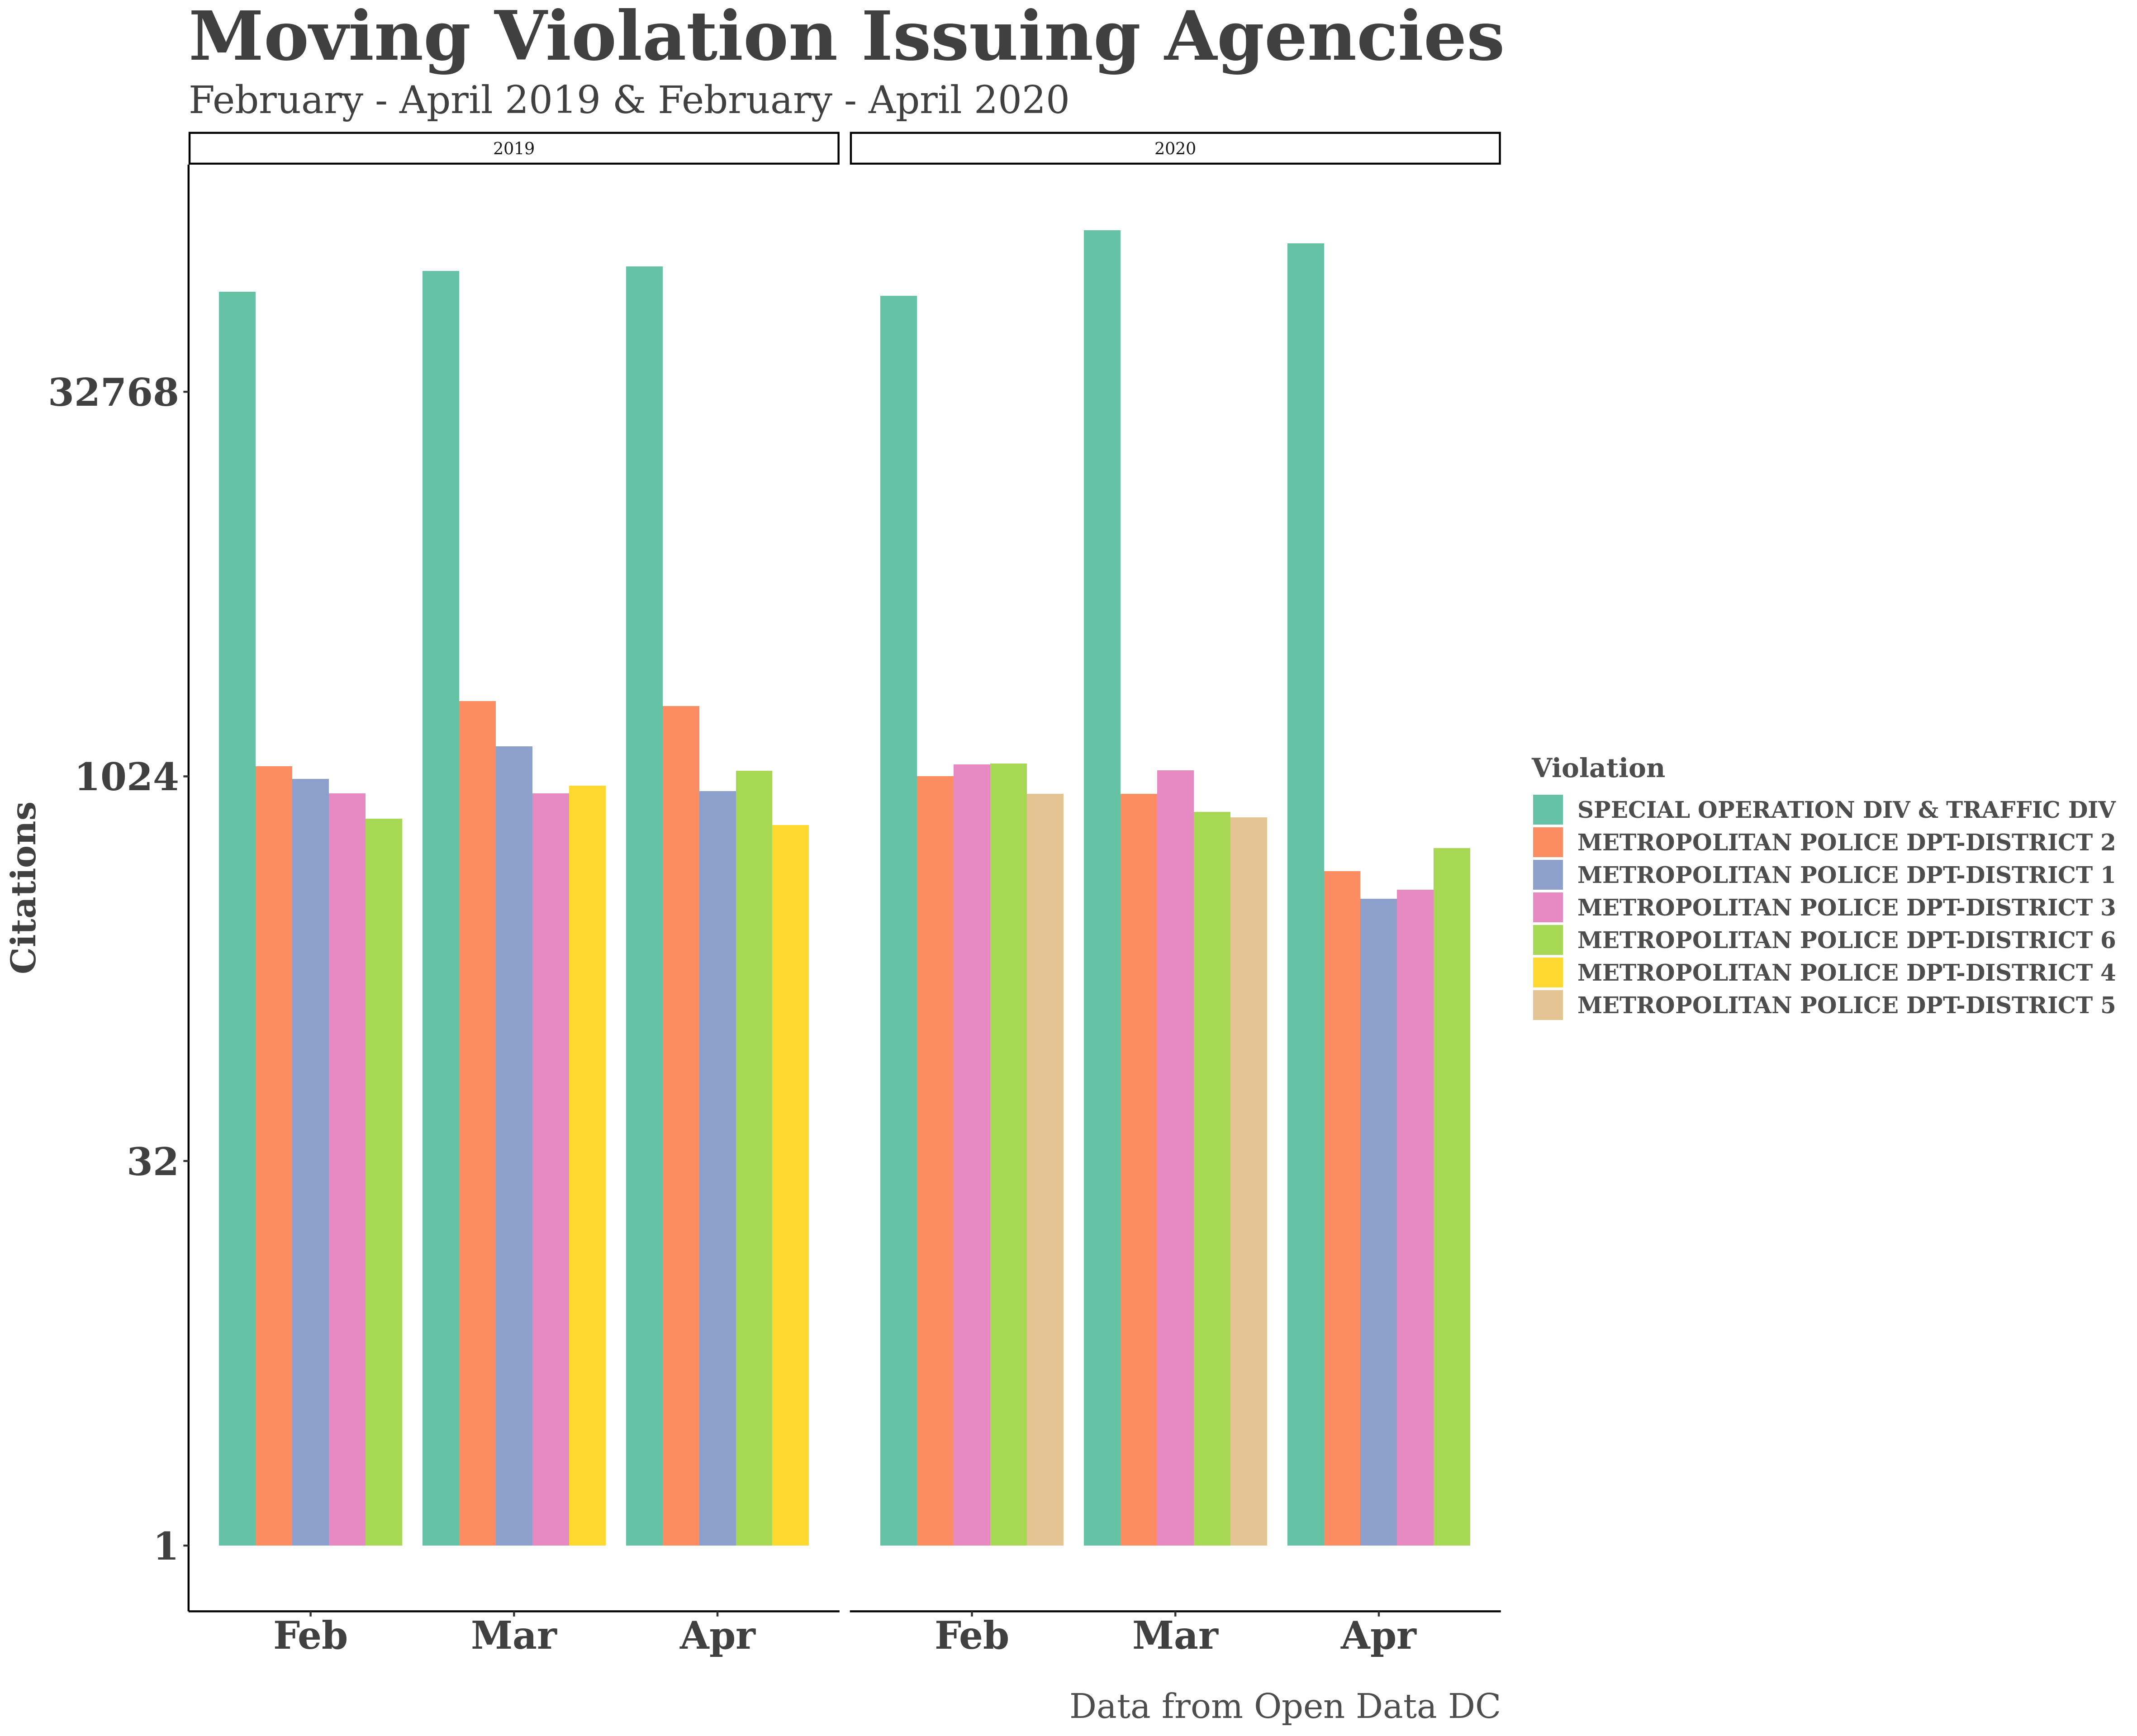 Moving Violation Issuing Agencies
February - April 2019 & February - April 2020
2019
2020
32768
1024
32
1
Citations
Feb
Mar
Apr
Feb
Mar
Apr
Violation
SPECIAL OPERATION DIV & TRAFFIC DIV
METROPOLITAN POLICE DPT-DISTRICT 2
METROPOLITAN POLICE DPT-DISTRICT 1
METROPOLITAN POLICE DPT-DISTRICT 3
METROPOLITAN POLICE DPT-DISTRICT 6
METROPOLITAN POLICE DPT-DISTRICT 4
METROPOLITAN POLICE DPT-DISTRICT 5
Data from Open Data DC